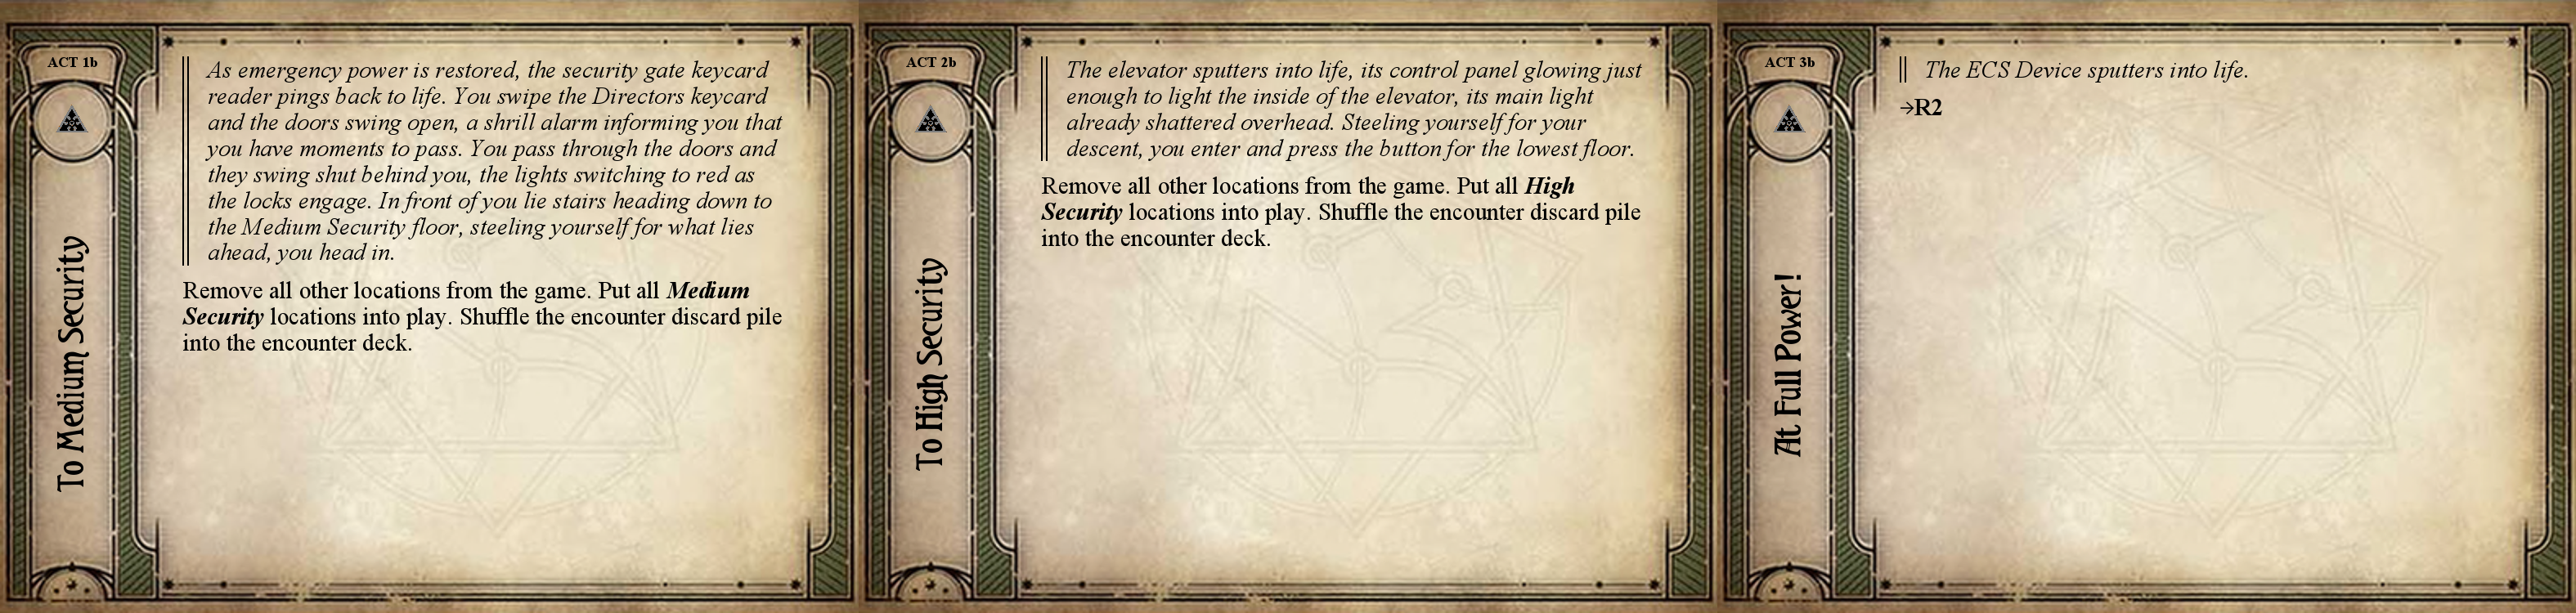 ACT 1b
To Medium Security
As emergency power is restored, the security gate keycard
reader pings back to life. You swipe the Directors keycard
and the doors swing open, a shrill alarm informing you that
you have moments to pass. You pass through the doors and
they swing shut behind you, the lights switching to red as
the locks engage. In front of you lie stairs heading down to
the Medium Security floor, steeling yourself for what lies
ahead, you head in.
Remove all other locations from the game. Put all Medium
Security locations into play. Shuffle the encounter discard pile
into the encounter deck.
ACT 2b
To High Security
The elevator sputters into life, its control panel glowing just
enough to light the inside of the elevator, its main light
already shattered overhead. Steeling yourself for your
descent, you enter and press the button for the lowest floor.
Remove all other locations from the game. Put all High
Security locations into play. Shuffle the encounter discard pile
into the encounter deck.
ACT 3b
At Full Power!
The ECS Device sputters into life.
→R2